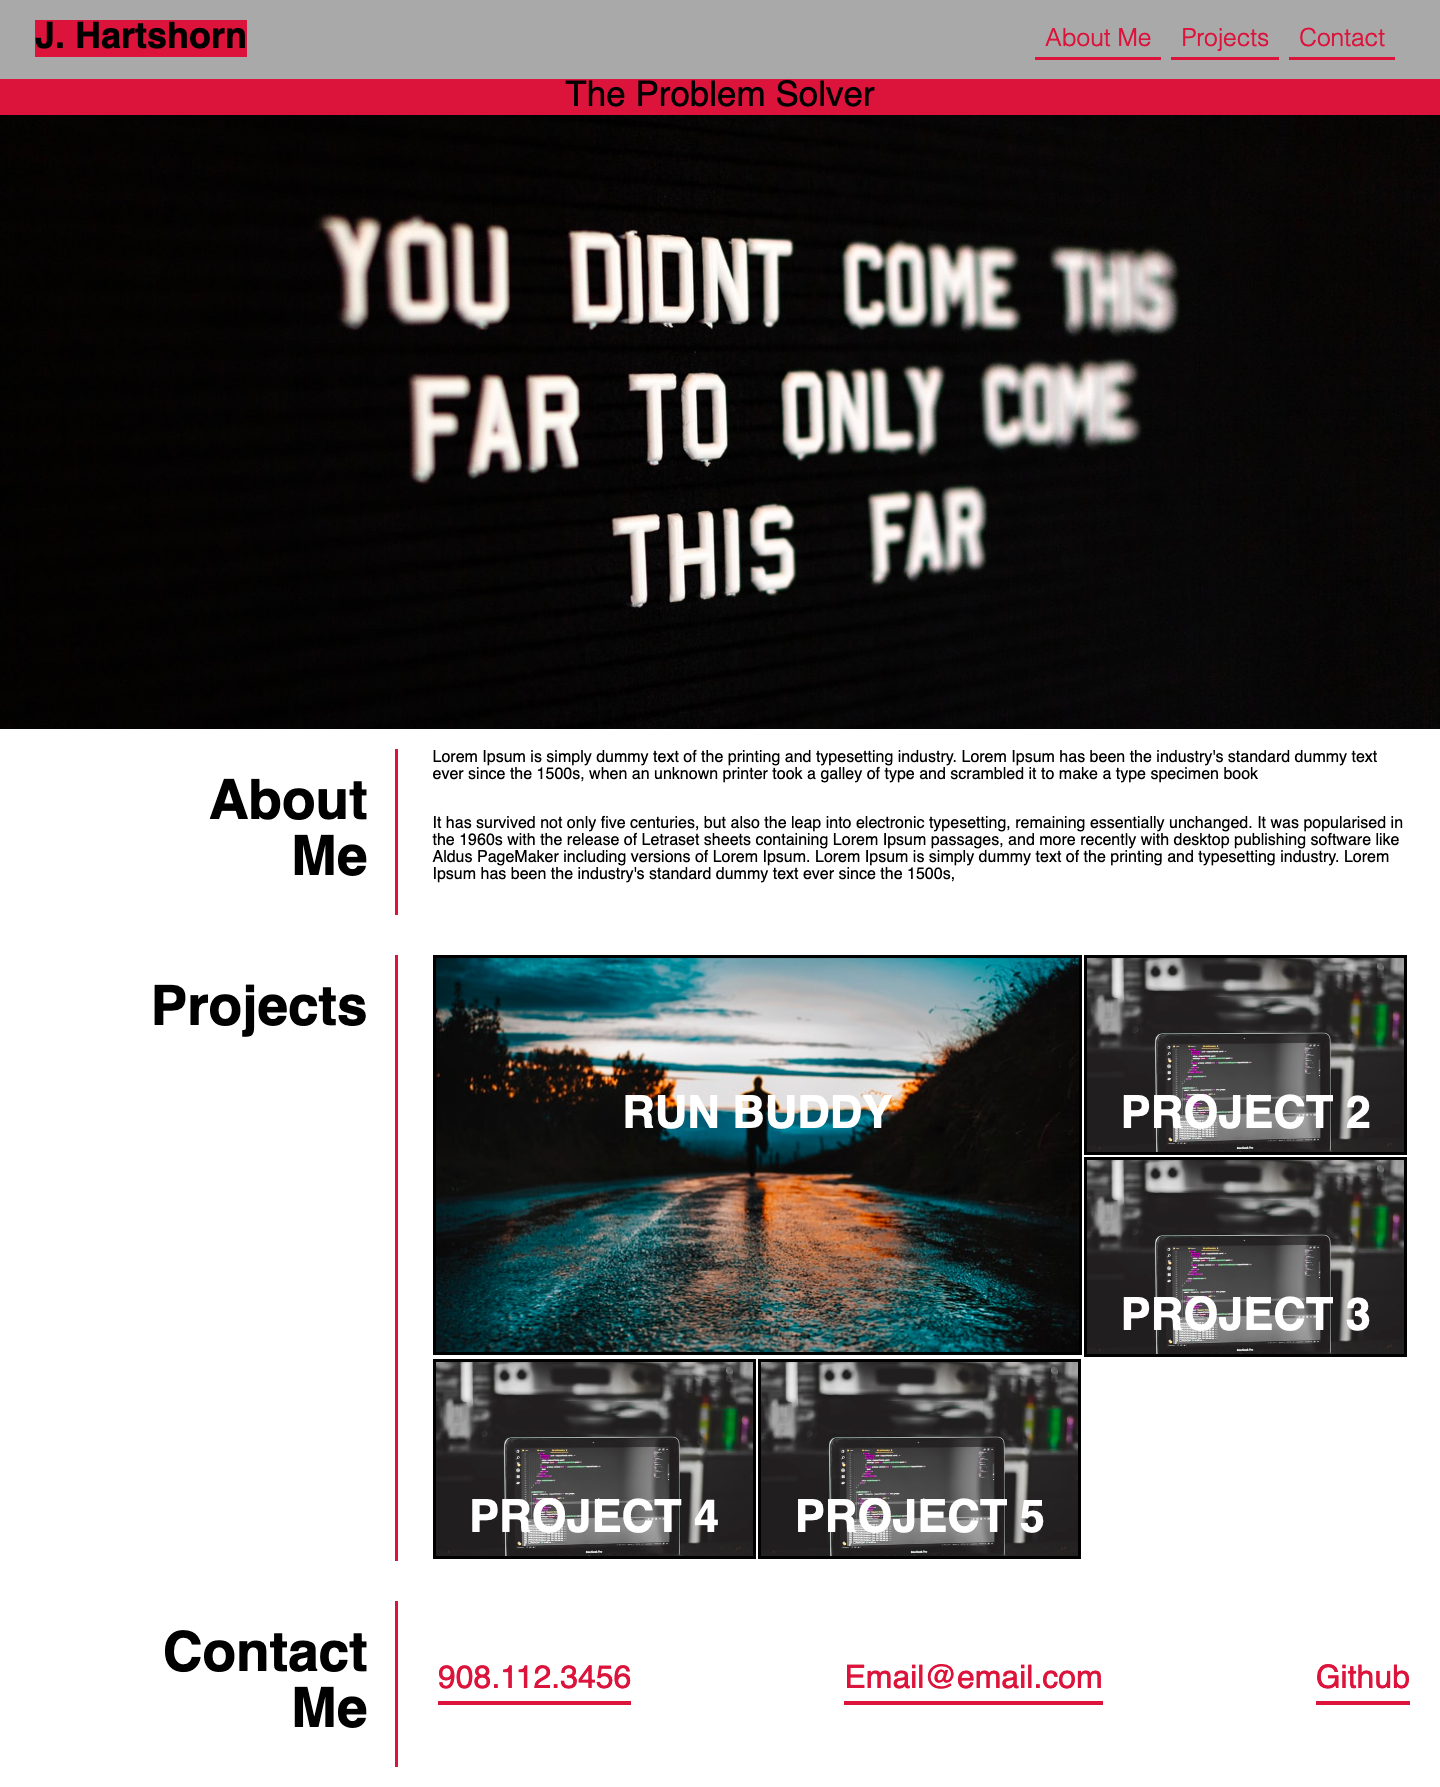 J. Hartshorn
About Me Projects Contact
The Problem Solver
YOU DIDNT COME THIS
FAR TO ONLY COME
THIS FAR
About
Me
Lorem Ipsum is simply dummy text of the printing and typesetting industry. Lorem Ipsum has been the industry's standard dummy text
ever since the 1500s, when an unknown printer took a galley of type and scrambled it to make a type specimen book
It has survived not only five centuries, but also the leap into electronic typesetting, remaining essentially unchanged. It was popularised in
the 1960s with the release of Letraset sheets containing Lorem Ipsum passages, and more recently with desktop publishing software like
Aldus PageMaker including versions of Lorem Ipsum. Lorem Ipsum is simply dummy text of the printing and typesetting industry. Lorem
Ipsum has been the industry's standard dummy text ever since the 1500s,
Projects
RUN BUDDY
PROJECT 2
PROJECT 3
PROJECT 4
PROJECT 5
Contact
Me
908.112.3456
Email@email.com
Github